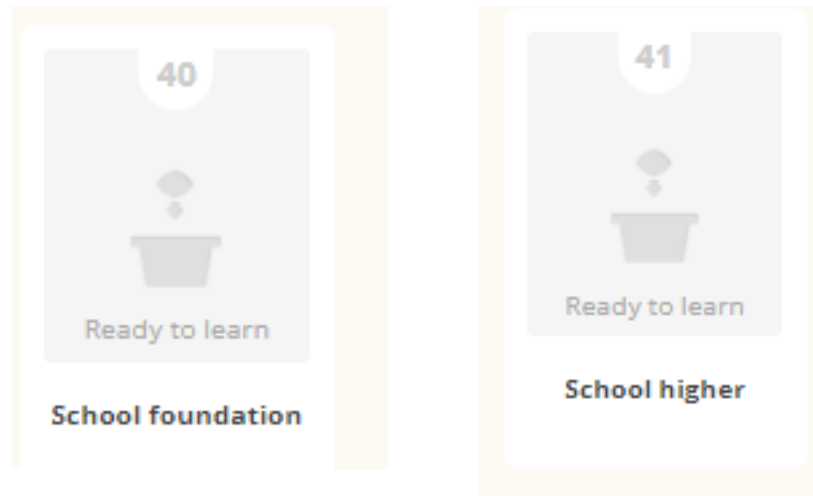 40
Ready to learn
School foundation
41
Ready to learn
School higher